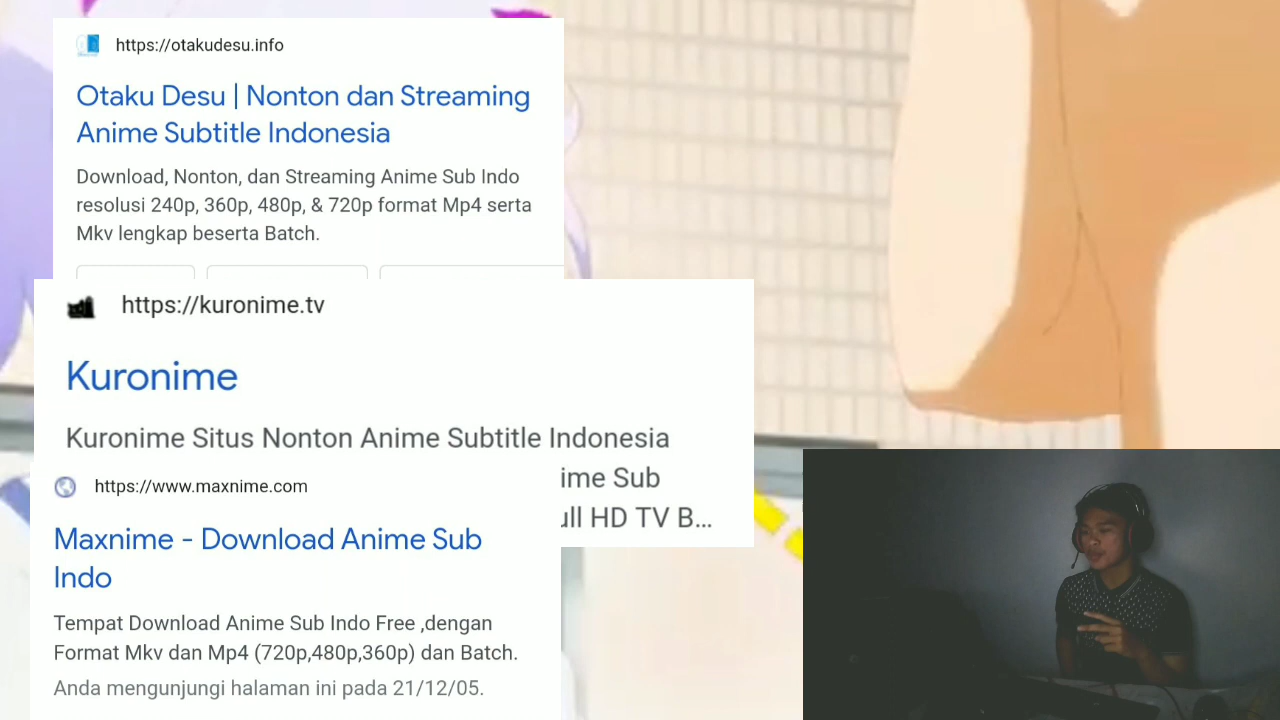 https://otakudesu.info
Otaku Desu | Nonton dan Streaming
Anime Subtitle Indonesia
Download, Nonton, dan Streaming Anime Sub Indo
resolusi 240p, 360p, 480p, & 720p format Mp4 serta
Mkv lengkap beserta Batch.
https://kuronime.tv
Kuronime
Kuronime Situs Nonton Anime Subtitle Indonesia
ime Sub
ull HD TV B...
https://www.maxnime.com
Maxnime - Download Anime Sub
Indo
Tempat Download Anime Sub Indo Free ,dengan
Format Mkv dan Mp4 (720p,480p,360p) dan Batch.
Anda mengunjungi halaman ini pada 21/12/05.